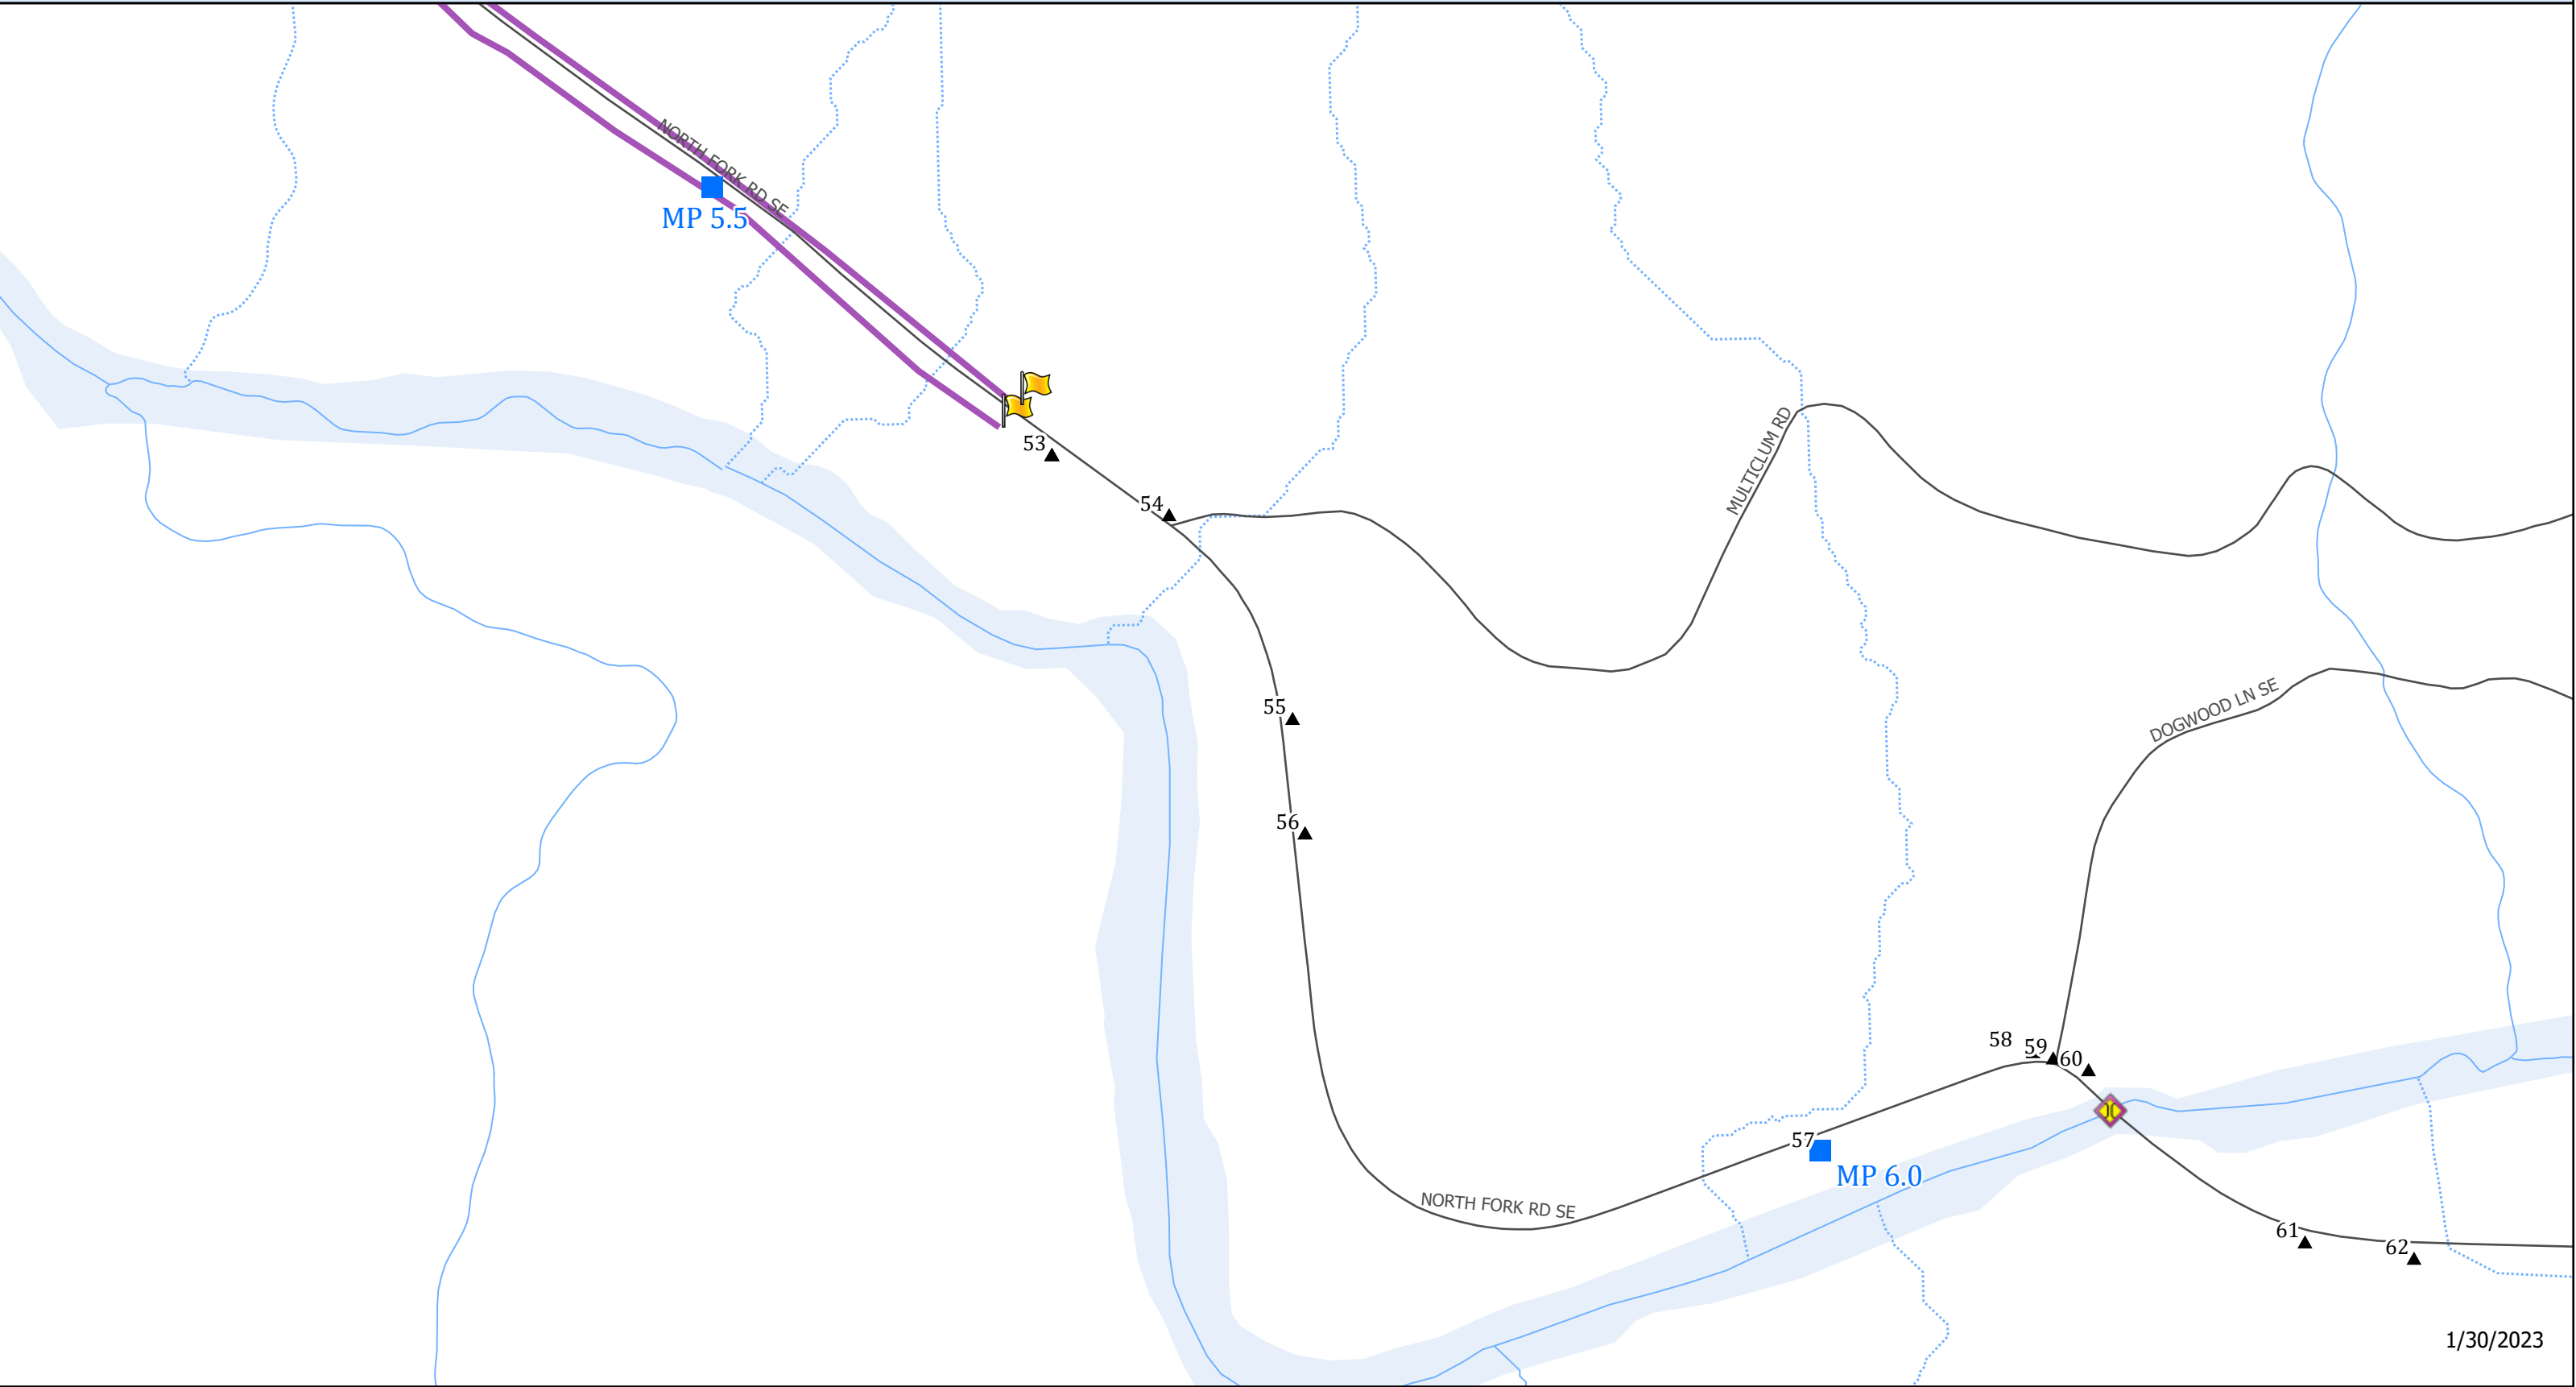 NORTH FORK RD SE
MP 5.5
53
54
MULTICLUM RD
55
DOGWOOD LN SE
56
58
59
60
57
MP 6.0
NORTH FORK RD SE
61
62
1/30/2023